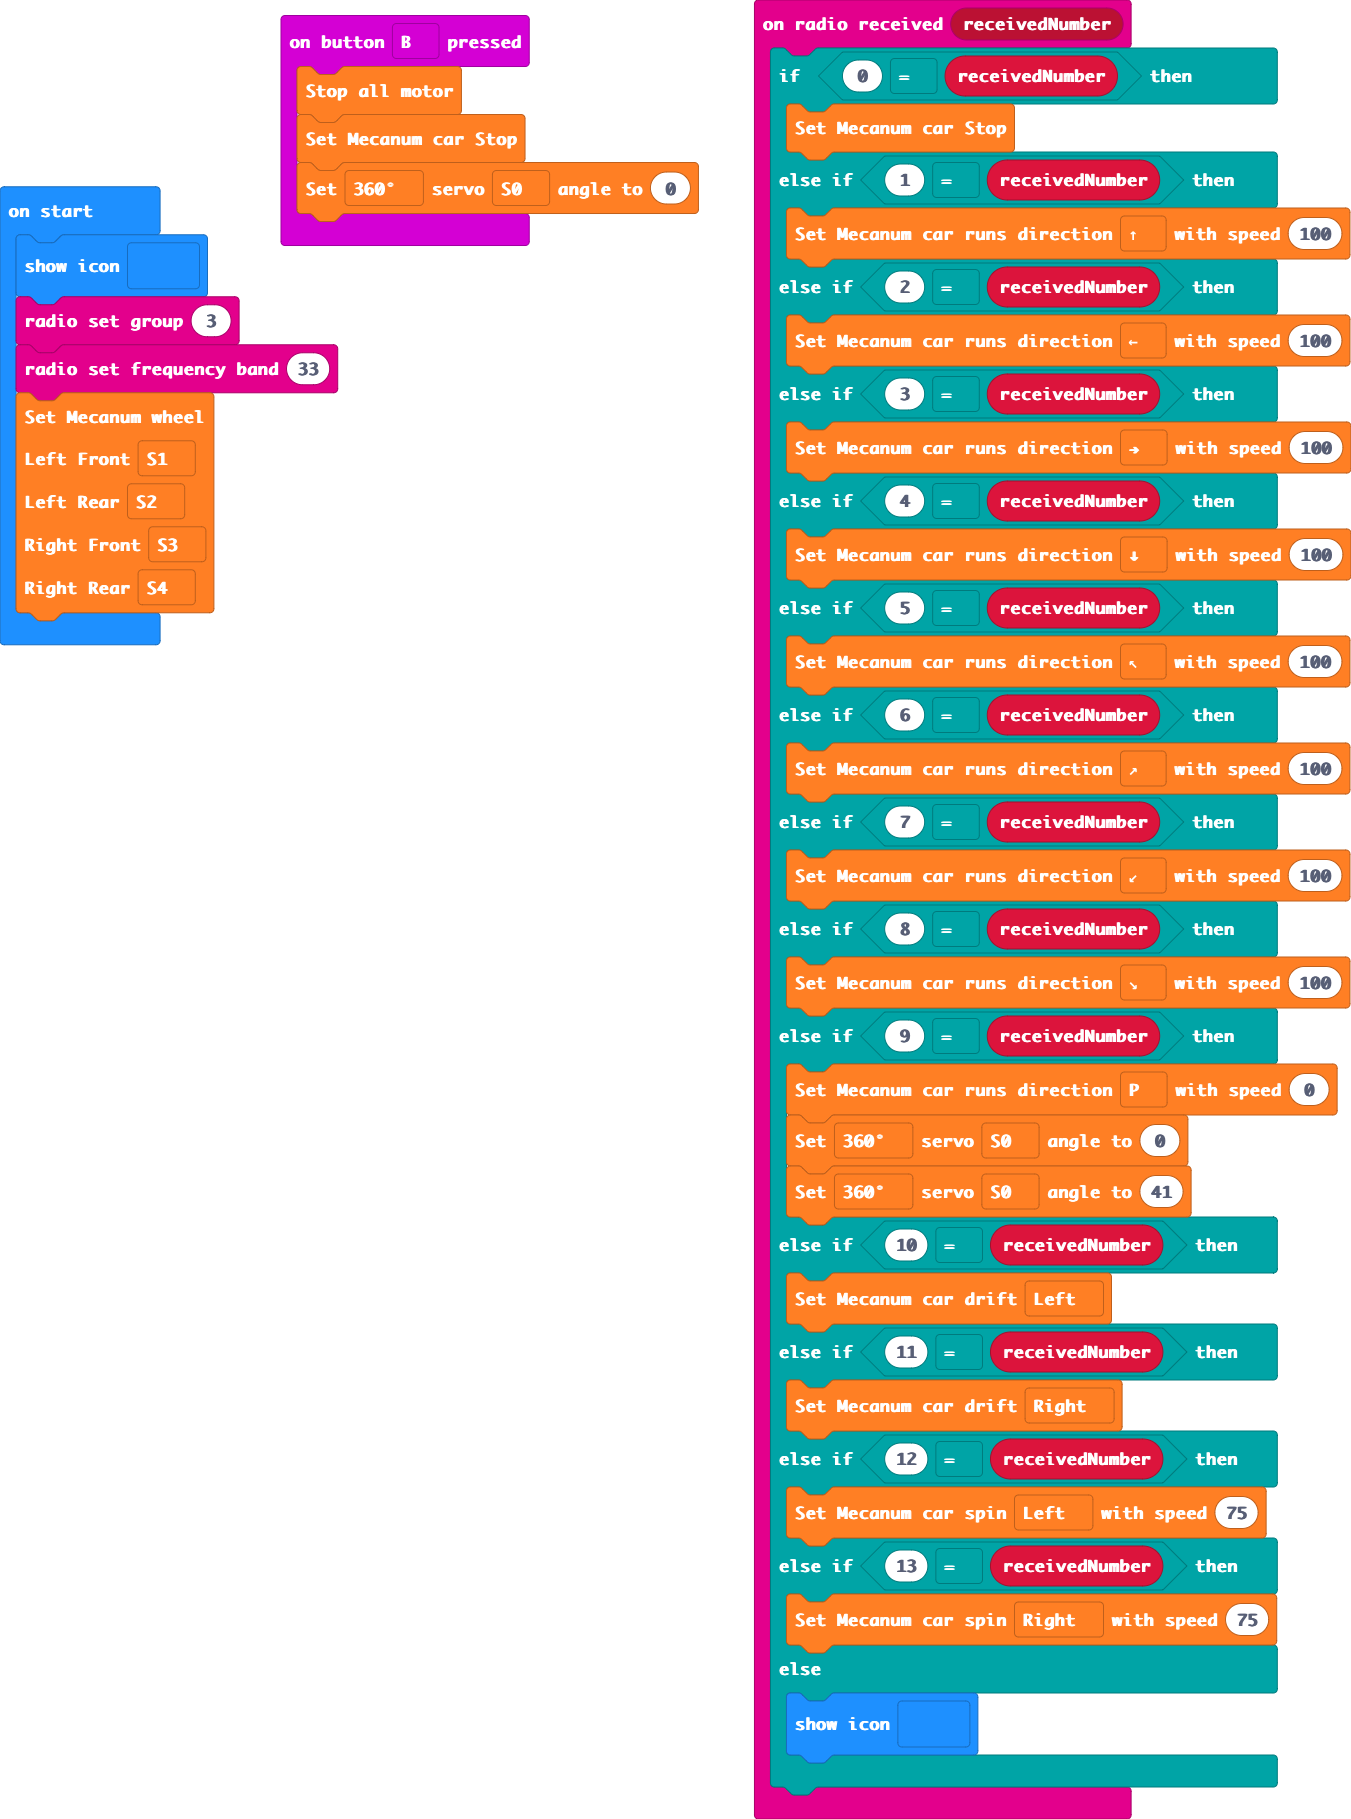 on start
show icon
radio set group 3
radio set frequency band 33
Set Mecanum wheel
Left Front S1
Left Rear S2
Right Front S3
Right Rear S4
on button B pressed
Stop all motor
Set Mecanum car Stop
Set 360° servo S0 angle to 0
on radio received receivedNumber
if 0 = receivedNumber then
Set Mecanum car Stop
else if 1 = receivedNumber then
Set Mecanum car runs direction ↑ with speed 100
else if 2 = receivedNumber then
Set Mecanum car runs direction ← with speed 100
else if 3 = receivedNumber then
Set Mecanum car runs direction → with speed 100
else if 4 = receivedNumber then
Set Mecanum car runs direction ↓ with speed 100
else if 5 = receivedNumber then
Set Mecanum car runs direction ↖ with speed 100
else if 6 = receivedNumber then
Set Mecanum car runs direction ↗ with speed 100
else if 7 = receivedNumber then
Set Mecanum car runs direction ↙ with speed 100
else if 8 = receivedNumber then
Set Mecanum car runs direction ↘ with speed 100
else if 9 = receivedNumber then
Set Mecanum car runs direction P with speed 0
Set 360° servo S0 angle to 0
Set 360° servo S0 angle to 41
else if 10 = receivedNumber then
Set Mecanum car drift Left
else if 11 = receivedNumber then
Set Mecanum car drift Right
else if 12 = receivedNumber then
Set Mecanum car spin Left with speed 75
else if 13 = receivedNumber then
Set Mecanum car spin Right with speed 75
else
show icon